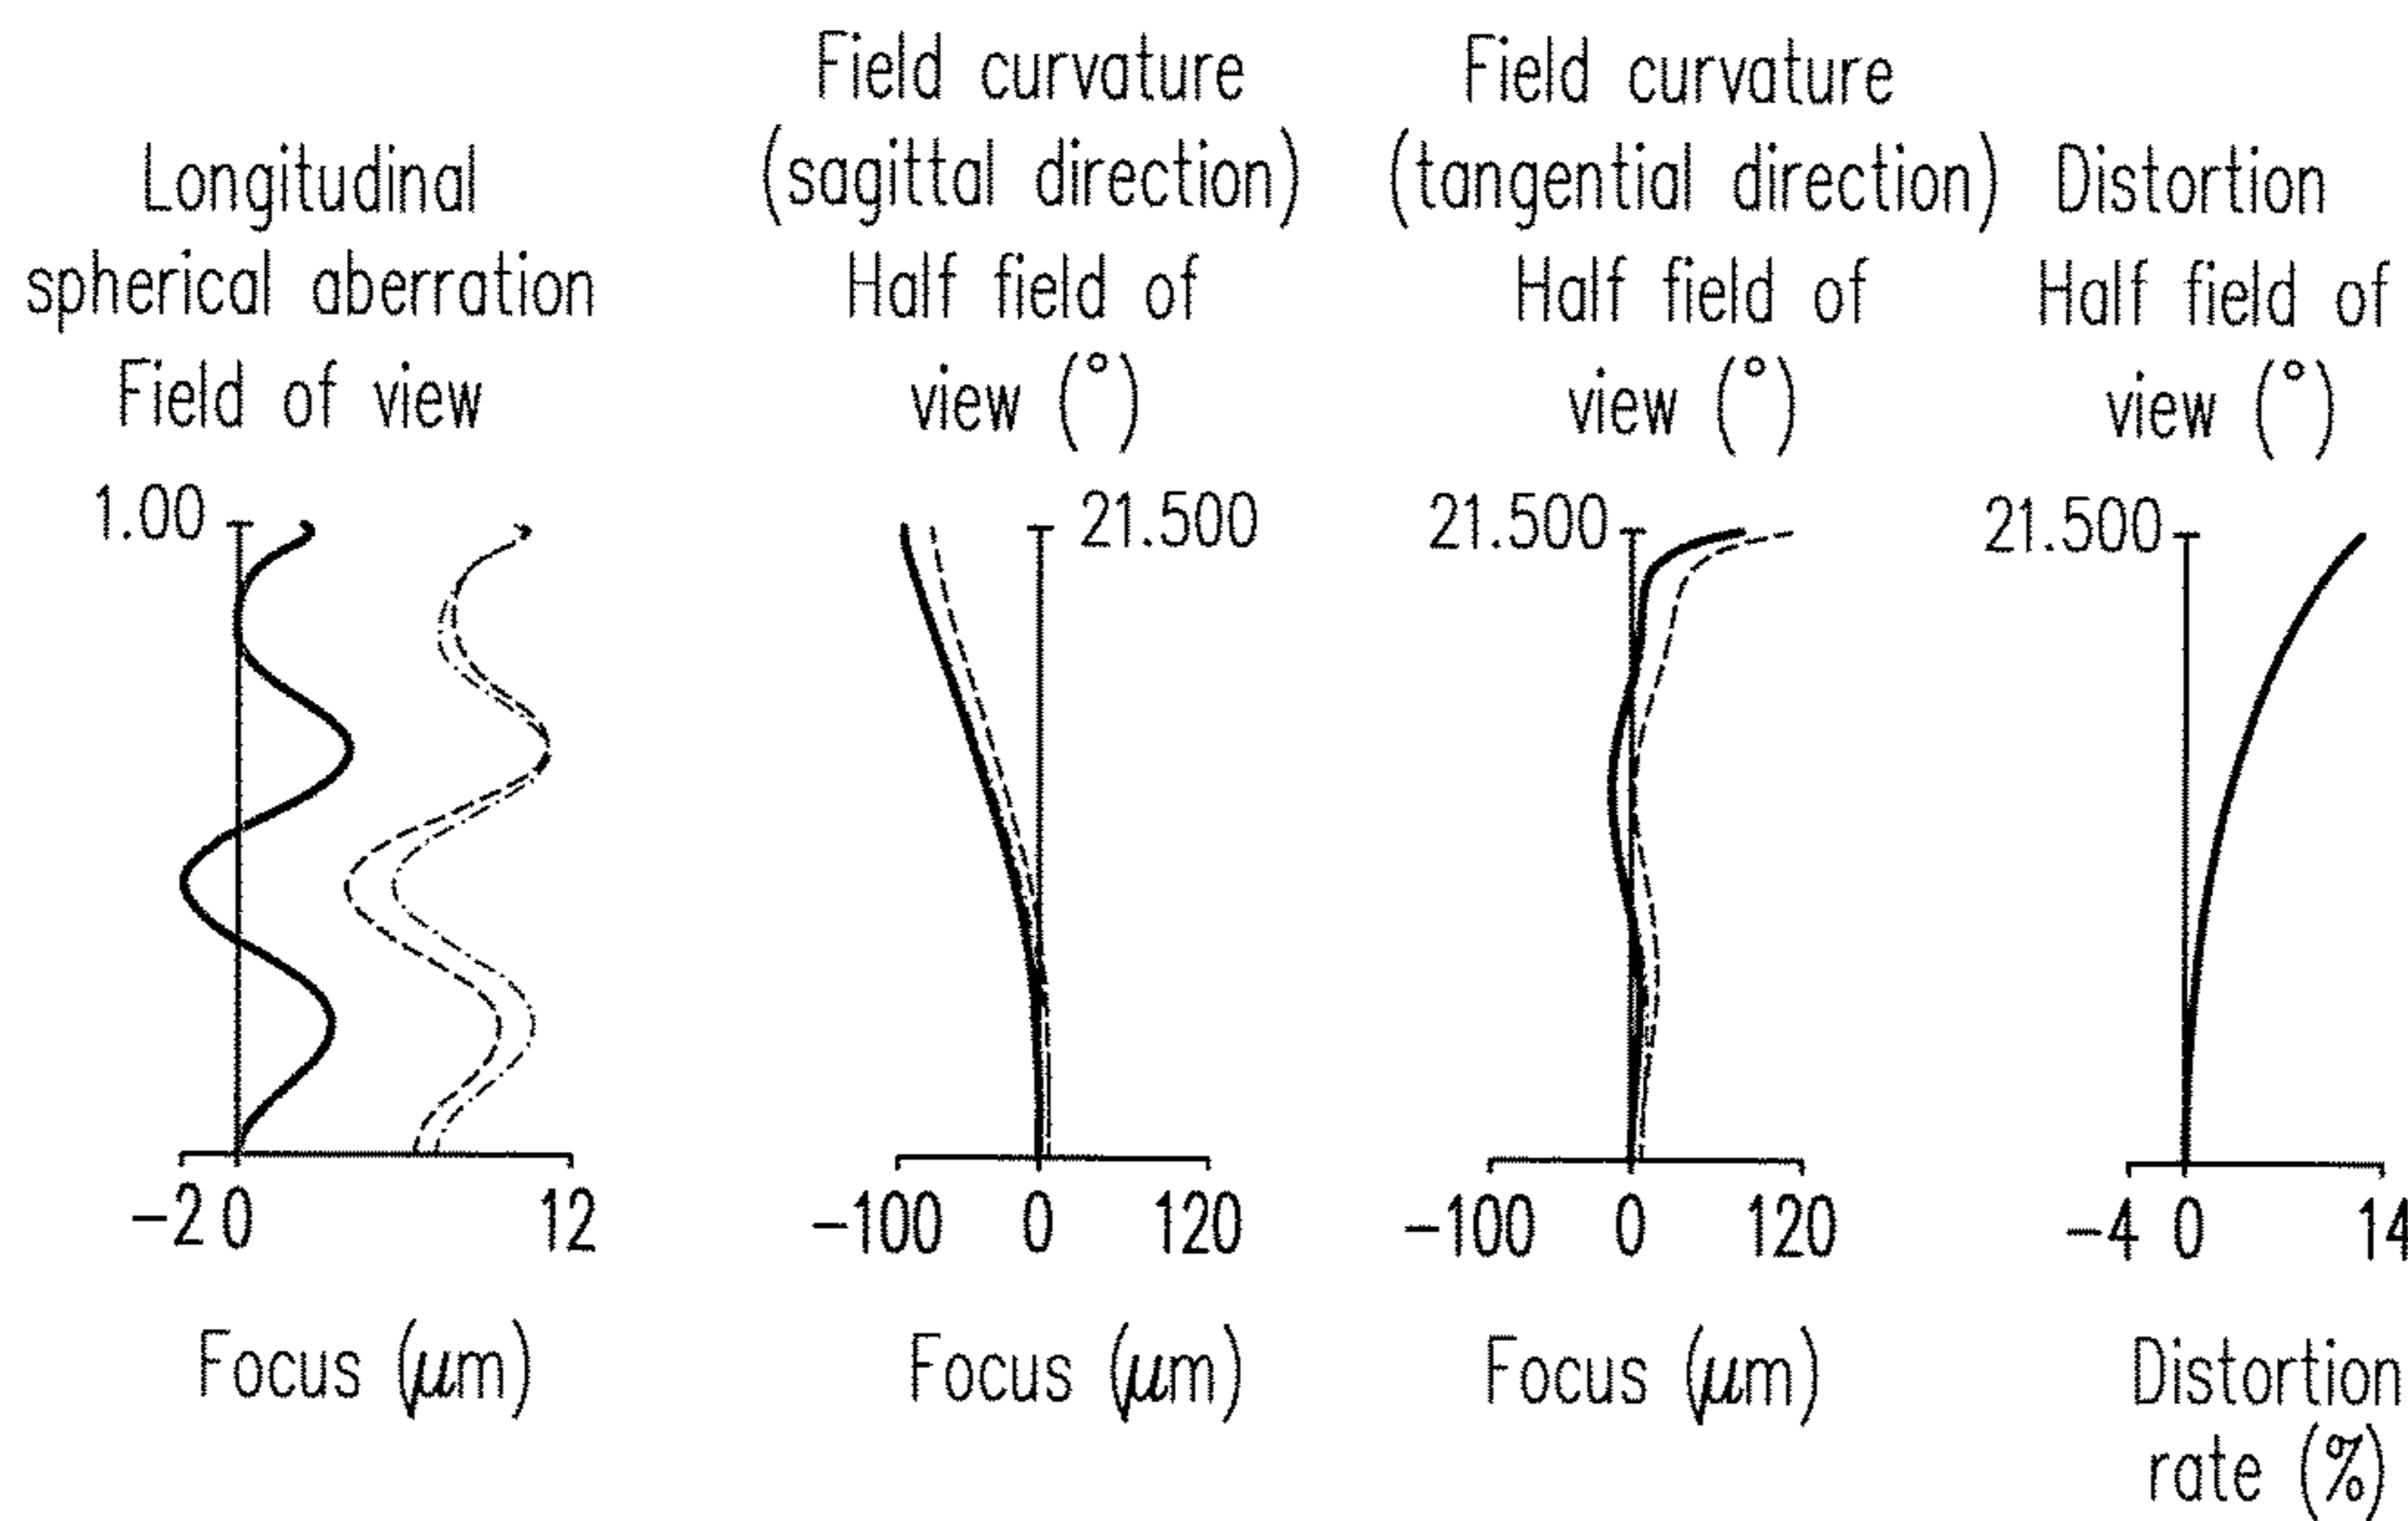 Longitudinal
spherical aberration
Field of view
1.00
-2 0 12
Focus (μm)
Field curvature
(sagittal direction)
Half field of
view (°)
21.500
-100 0 120
Focus (μm)
Field curvature
(tangential direction)
Half field of
view (°)
21.500
-100 0 120
Focus (μm)
Distortion
Half field of
view (°)
21.500
-4 0 14
Distortion
rate (%)